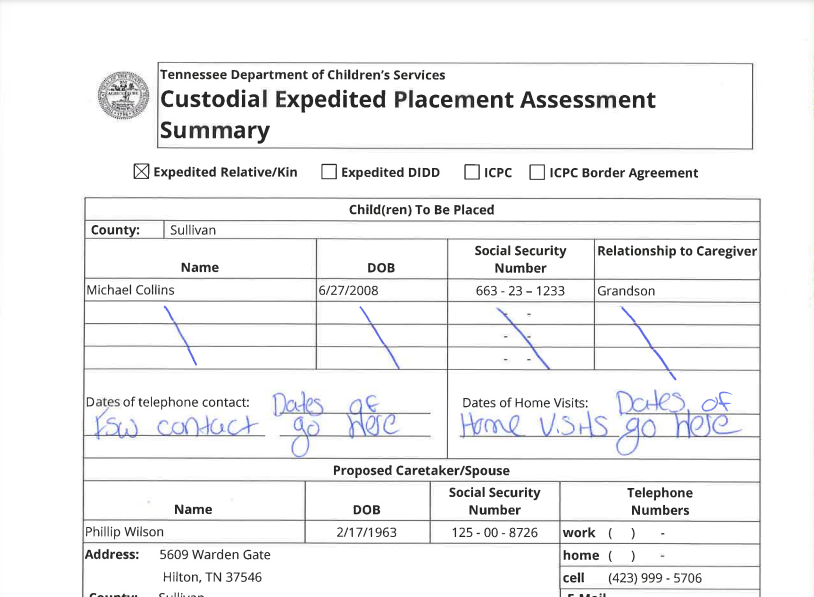 Tennessee Department of Children's Services
Custodial Expedited Placement Assessment
Summary
Expedited Relative/Kin Expedited DIDD ICPC ICPC Border Agreement
Child(ren) To Be Placed
County: Sullivan
Name DOB Social Security Number Relationship to Caregiver
Michael Collins 6/27/2008 663 - 23 – 1233 Grandson
- -
- -
- -
Dates of telephone contact: Dates of Dates of Home Visits: Dates of
FSW contact go here Home Visits go here
Proposed Caretaker/Spouse
Name DOB Social Security Number Telephone Numbers
Phillip Wilson 2/17/1963 125 - 00 - 8726 work ( ) -
Address: 5609 Warden Gate home ( ) -
Hilton, TN 37546 cell (423) 999 - 5706
County: Sullivan E-Mail